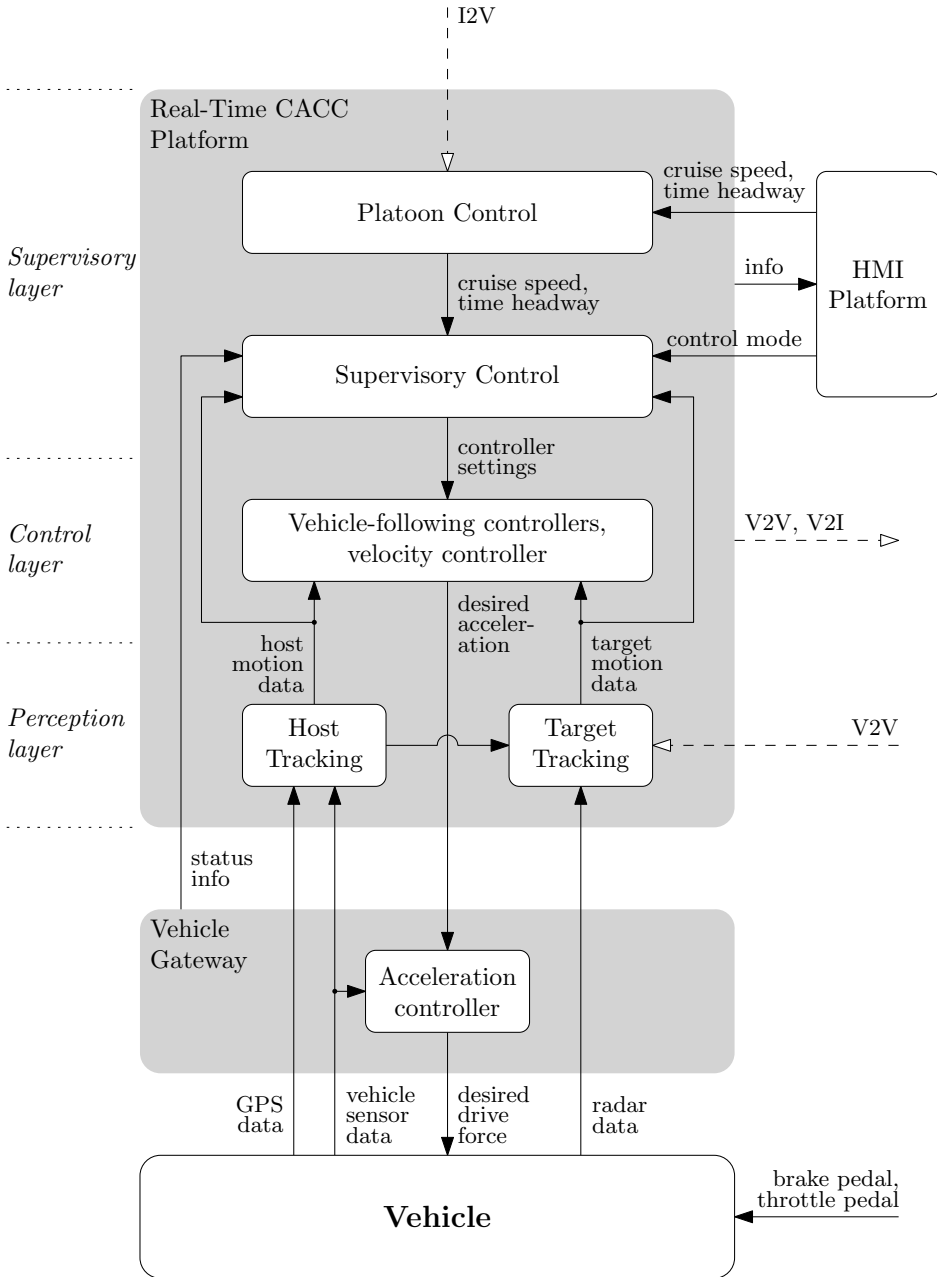 I2V
Real-Time CACC
Platform
cruise speed,
time headway
Platoon Control
Supervisory
layer
info
HMI
Platform
cruise speed,
time headway
control mode
Supervisory Control
controller
settings
Control
layer
Vehicle-following controllers,
velocity controller
V2V, V2I
desired
acceler-
ation
host
motion
data
target
motion
data
Perception
layer
Host
Tracking
Target
Tracking
V2V
status
info
Vehicle
Gateway
Acceleration
controller
GPS
data
vehicle
sensor
data
desired
drive
force
radar
data
brake pedal,
throttle pedal
Vehicle